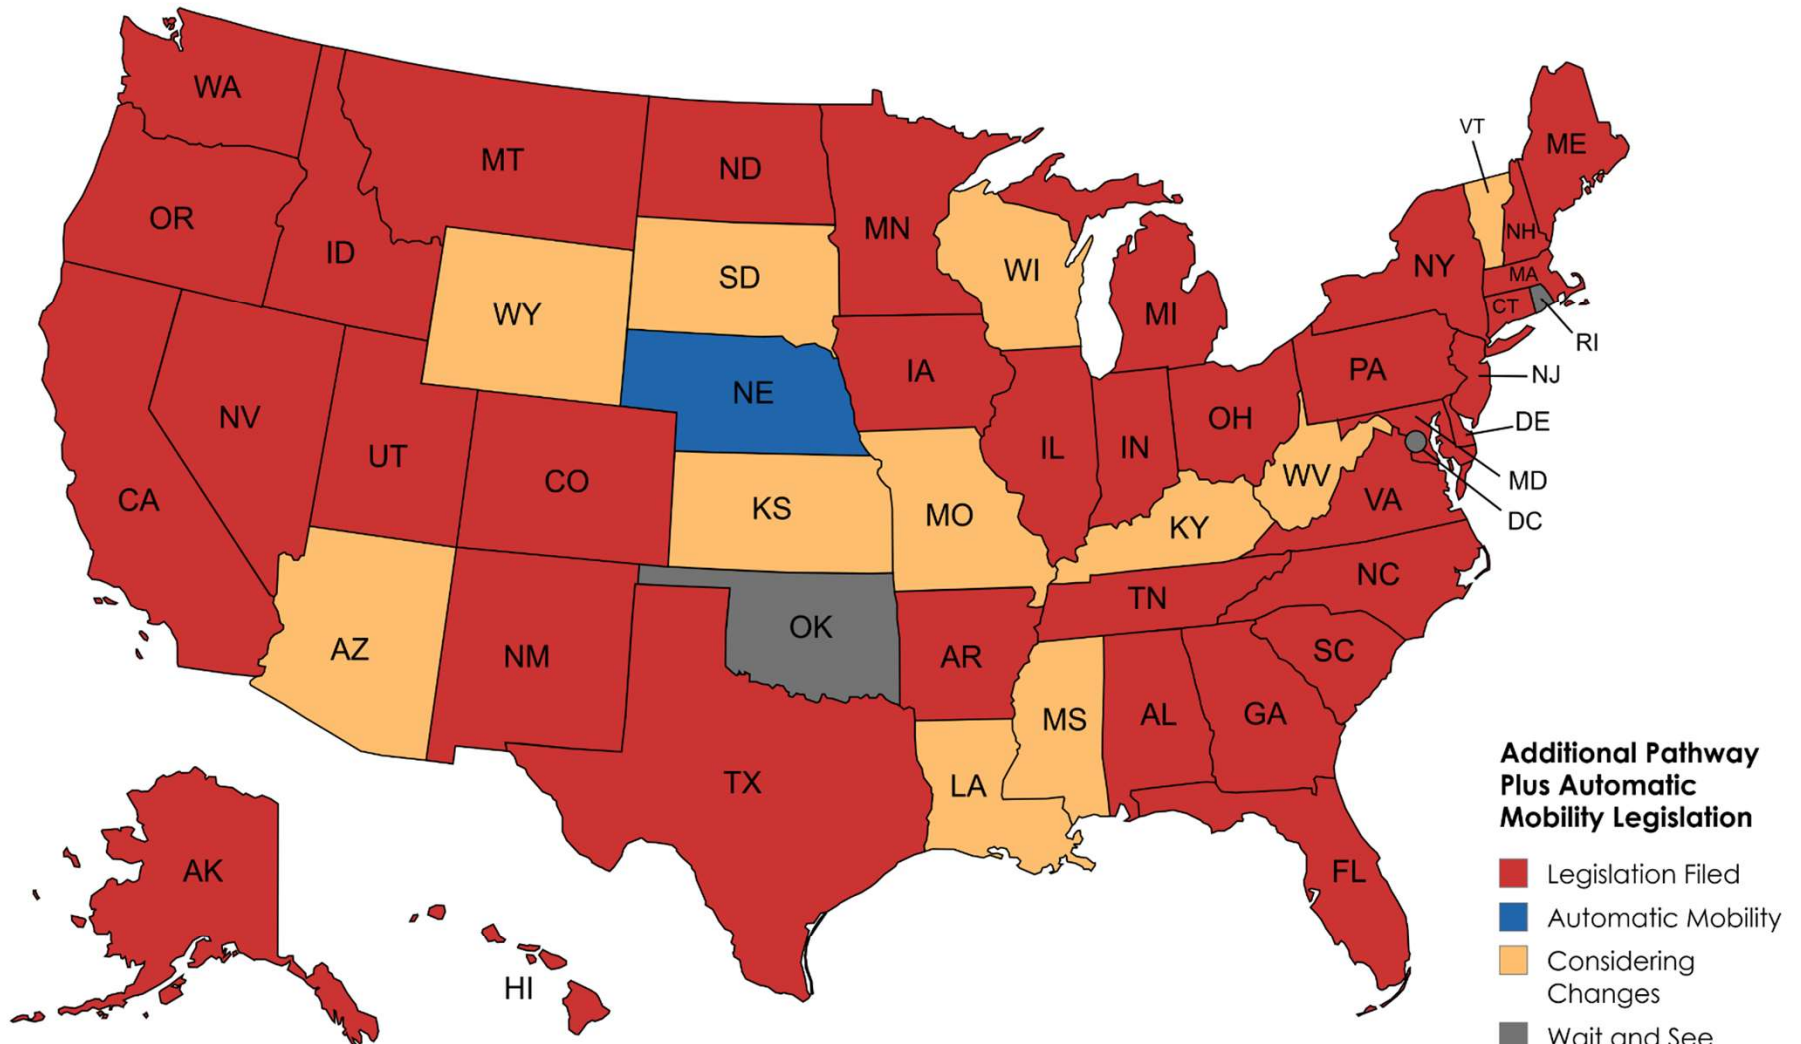 WA
MT
ND
MN
OR
ID
WY
SD
WI
MI
VT
ME
NH
NY
MA
CT
RI
NJ
PA
DE
MD
DC
NE
IA
NV
UT
CO
CA
KS
MO
IL
IN
OH
WV
VA
KY
NC
TN
SC
AZ
NM
OK
AR
MS
AL
GA
TX
LA
FL
AK
HI
Additional Pathway
Plus Automatic
Mobility Legislation
Legislation Filed
Automatic Mobility
Considering
Changes
Wait and See